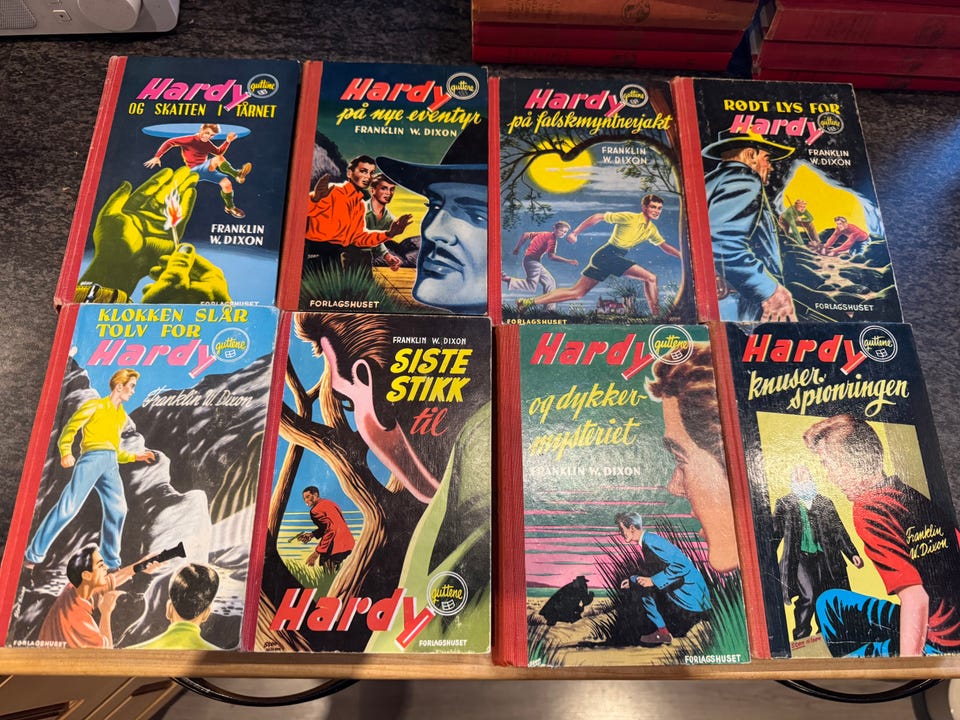 Hardy guttene
OG SKATTEN I TÅRNET
FRANKLIN
W. DIXON
FORLAGSHUSET
Hardy guttene
på nye eventyr
FRANKLIN W. DIXON
FORLAGSHUSET
Hardy guttene
på falskmyntnerjakt
FRANKLIN
W. DIXON
FORLAGSHUSET
RØDT LYS FOR
Hardy guttene
FRANKLIN
W. DIXON
FORLAGSHUSET
KLOKKEN SLÅR
TOLV FOR
Hardy guttene
Franklin W. Dixon
FORLAGSHUSET
FRANKLIN W. DIXON
SISTE
STIKK
til
Hardy guttene
FORLAGSHUSET
Hardy guttene
og dykker-
mysteriet
FRANKLIN W. DIXON
FORLAGSHUSET
Hardy guttene
knuser
spionringen
Franklin
W. Dixon